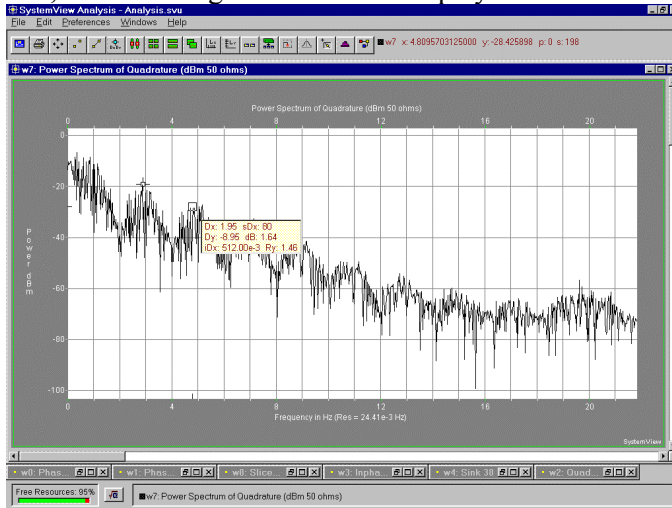 SystemView Analysis - Analysis.svu
File Edit Preferences Windows Help
w7 x: 4.8095703125000 y:-28.425898 p: 0 s: 198
w7: Power Spectrum of Quadrature (dBm 50 ohms)
Power Spectrum of Quadrature (dBm 50 ohms)
0 4 8 12 16 20
0
-20
-40
-60
-80
-100
Power dBm
Dx: 1.95 sDx: 80
Dy: -8.95 dB: 1.64
iDx: 512.00e-3 Ry: 1.46
0 4 8 12 16 20
Frequency in Hz (Res = 24.41e-3 Hz)
SystemView
w0: Phas... w1: Phas... w8: Slice... w3: Inpha... w4: Sink 38 w2: Quad...
Free Resources: 95% w7: Power Spectrum of Quadrature (dBm 50 ohms)